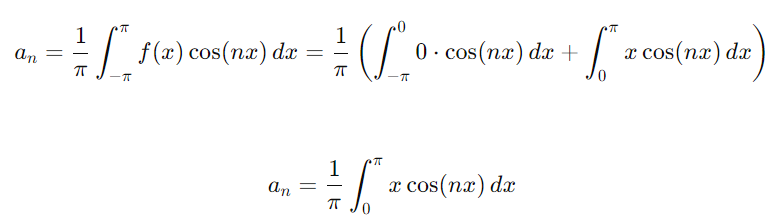 $a_n = \frac{1}{\pi} \int_{-\pi}^{\pi} f(x) \cos(nx) \, dx = \frac{1}{\pi} \left( \int_{-\pi}^{0} 0 \cdot \cos(nx) \, dx + \int_{0}^{\pi} x \cos(nx) \, dx \right)$
$a_n = \frac{1}{\pi} \int_{0}^{\pi} x \cos(nx) \, dx$